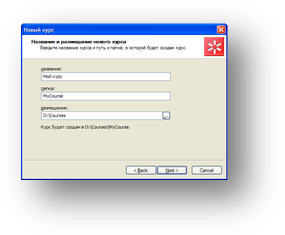 Новый курс
Название и размещение нового курса
Введите название курса и путь к папке, в которой будет создан курс.
название:
Мой курс
папка:
MyCourse
размещение:
D:\Courses
...
Курс будет создан в D:\Courses\MyCourse.
< Back Next > Cancel